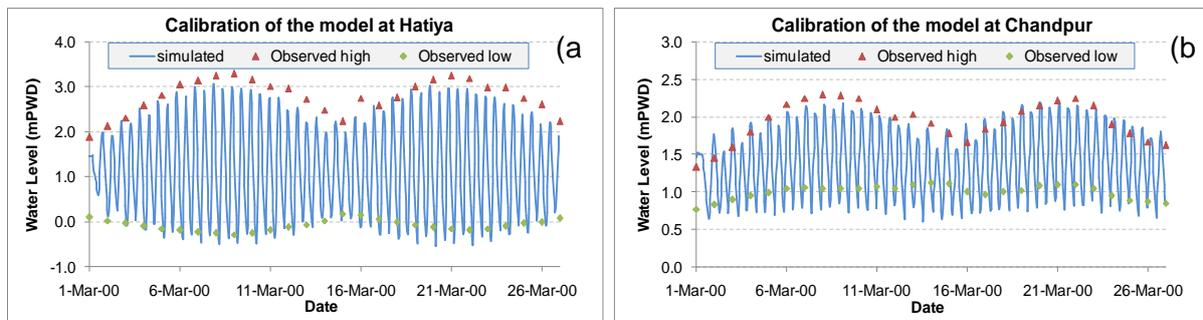 Calibration of the model at Hatiya
(a
simulated Observed high Observed low
Water Level (mPWD)
4.0
3.0
2.0
1.0
0.0
-1.0
1-Mar-00 6-Mar-00 11-Mar-00 16-Mar-00 21-Mar-00 26-Mar-00
Date
Calibration of the model at Chandpur
(b
simulated Observed high Observed low
Water Level (mPWD)
3.0
2.5
2.0
1.5
1.0
0.5
0.0
1-Mar-00 6-Mar-00 11-Mar-00 16-Mar-00 21-Mar-00 26-Mar-00
Date